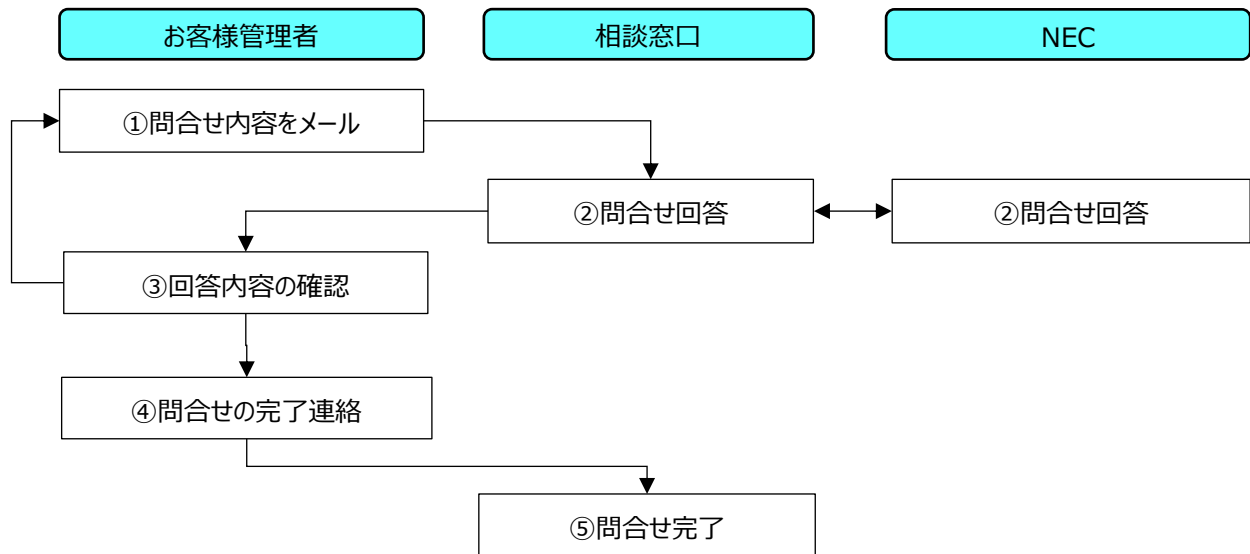 お客様管理者
相談窓口
NEC
①問合せ内容をメール
②問合せ回答
②問合せ回答
③回答内容の確認
④問合せの完了連絡
⑤問合せ完了